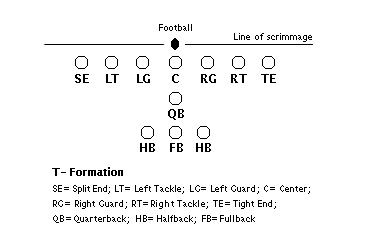 Football
Line of scrimmage
SE LT LG C RG RT TE
QB
HB FB HB
T- Formation
SE= Split End; LT= Left Tackle; LG= Left Guard; C= Center;
RG= Right Guard; RT= Right Tackle; TE= Tight End;
QB= Quarterback; HB= Halfback; FB= Fullback